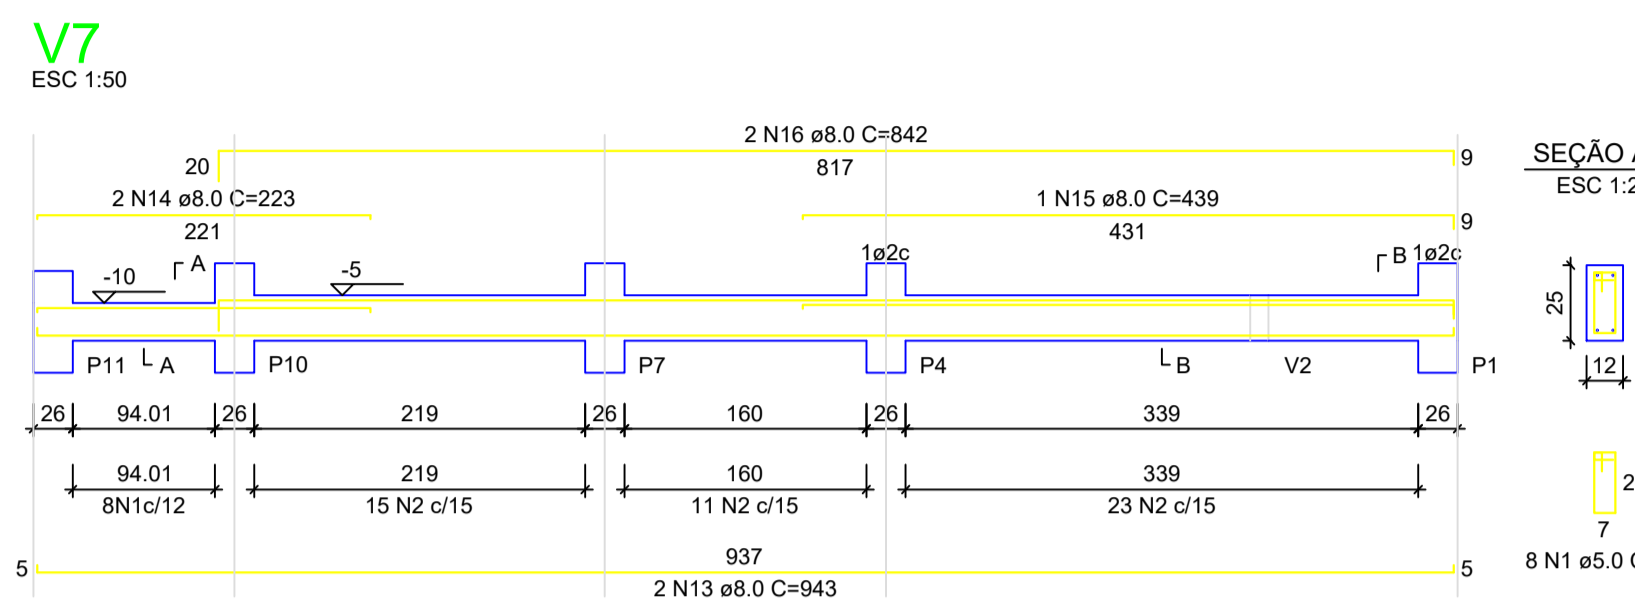 V7
ESC 1:50
2 N16 ø8.0 C=842
20
817
9
2 N14 ø8.0 C=223
1 N15 ø8.0 C=439
221
431
9
A
-10
-5
1ø2c
B
1ø2c
P11
A
P10
P7
P4
B
V2
P1
26
94.01
26
219
26
160
26
339
26
94.01
219
160
339
8N1c/12
15 N2 c/15
11 N2 c/15
23 N2 c/15
937
5
5
2 N13 ø8.0 C=943
SEÇÃO
ESC 1:2
25
12
2
7
8 N1 ø5.0